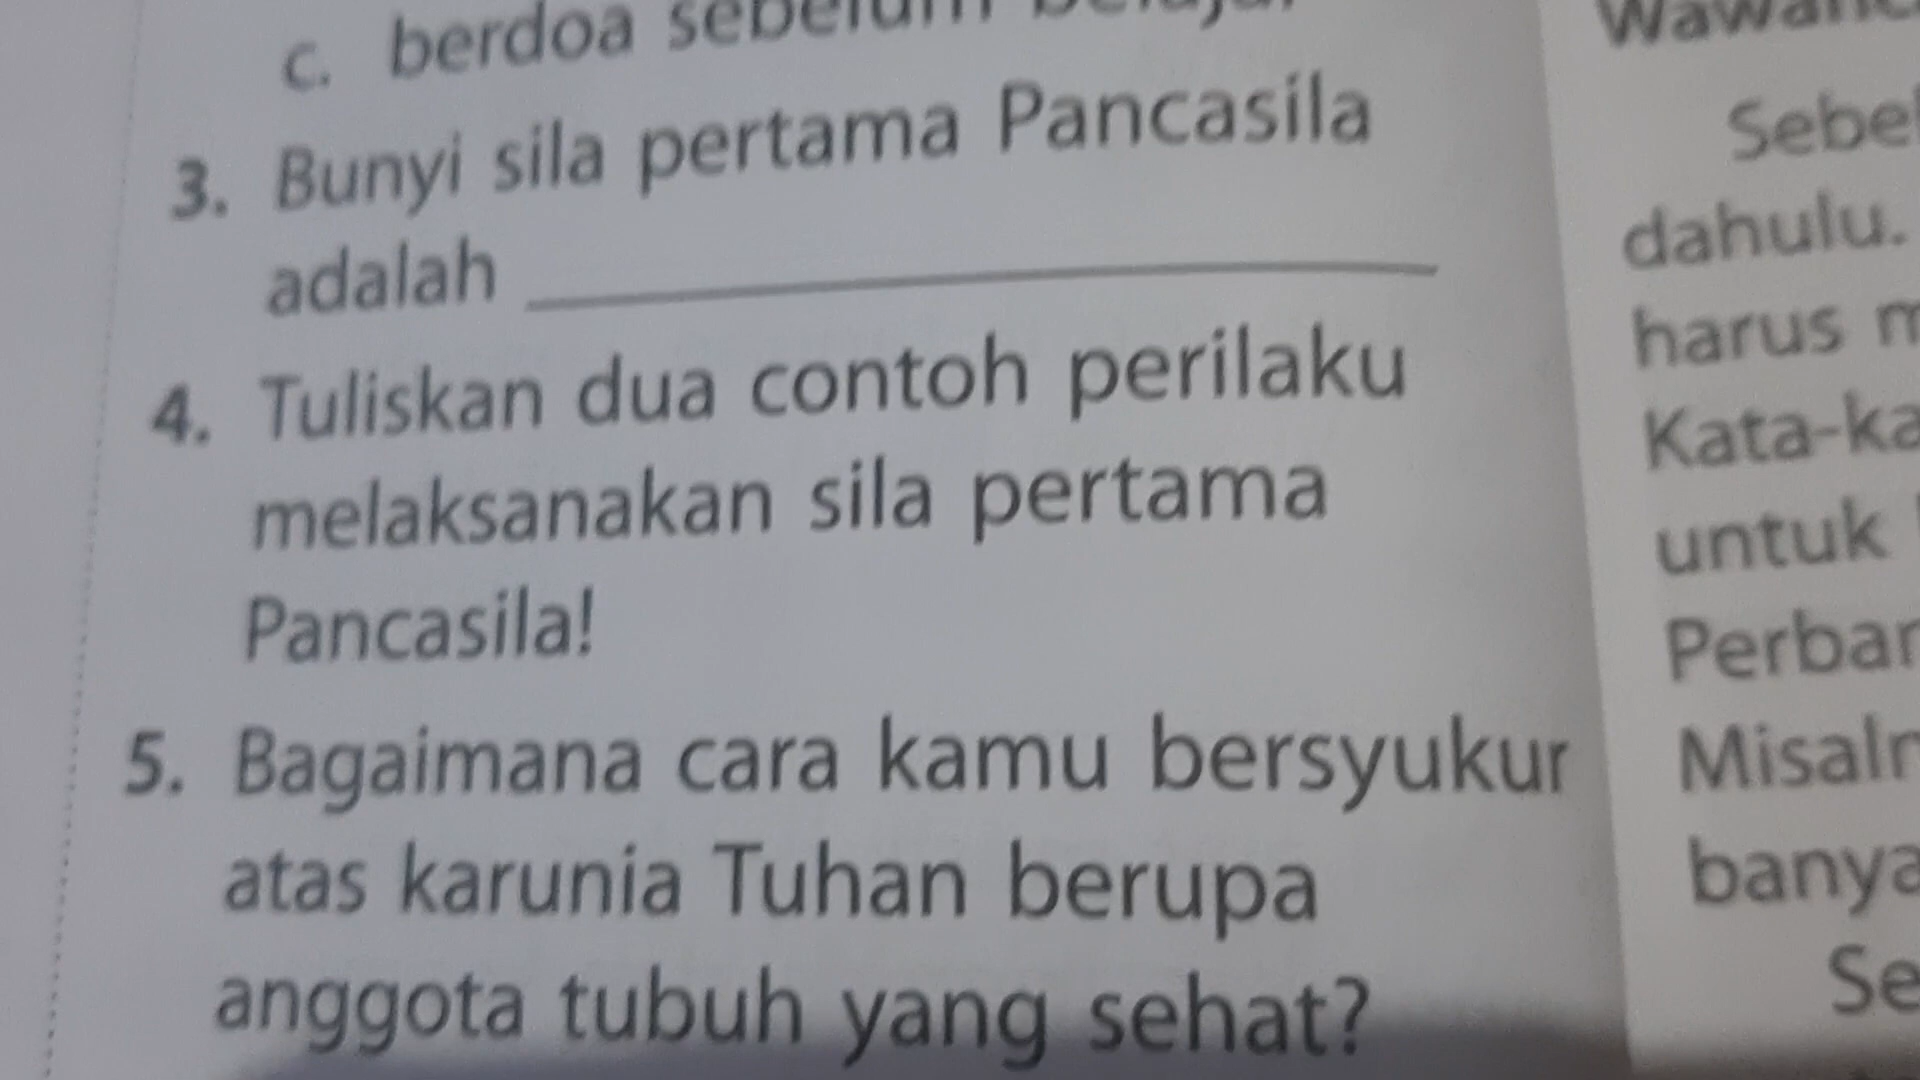 c. berdoa sebelum
3. Bunyi sila pertama Pancasila
adalah
4. Tuliskan dua contoh perilaku
melaksanakan sila pertama
Pancasila!
5. Bagaimana cara kamu bersyukur
atas karunia Tuhan berupa
anggota tubuh yang sehat?
dahulu.
harus
untuk